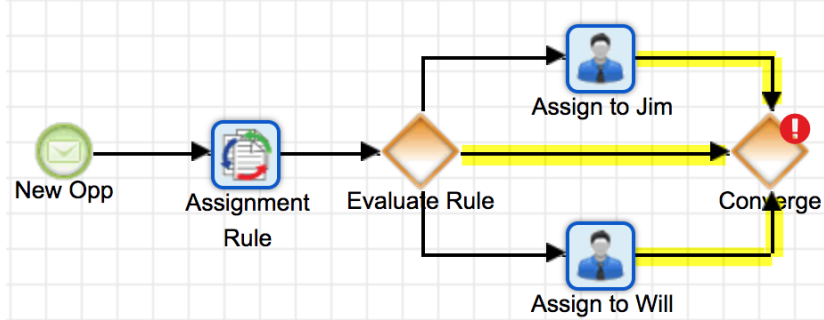 Assign to Jim
New Opp
Assignment
Rule
Evaluate Rule
Converge
Assign to Will